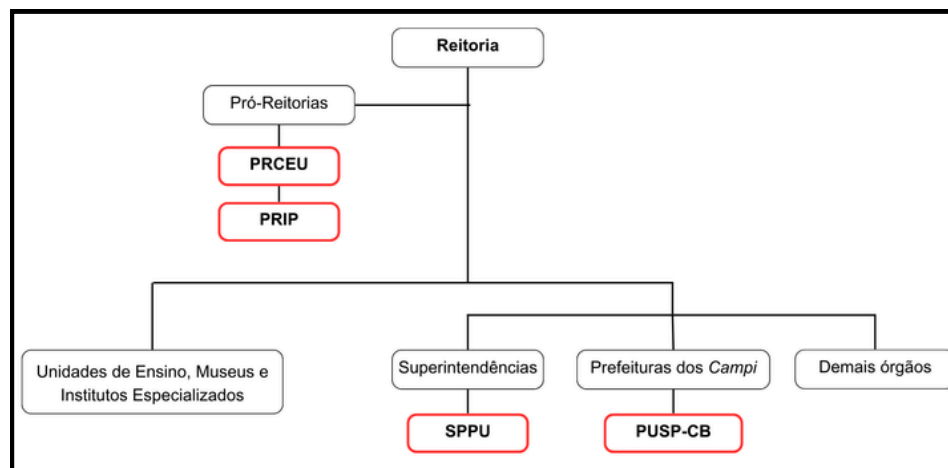 Reitoria
Pró-Reitorias
PRCEU
PRIP
Unidades de Ensino, Museus e
Institutos Especializados
Superintendências
Prefeituras dos Campi
Demais órgãos
SPPU
PUSP-CB